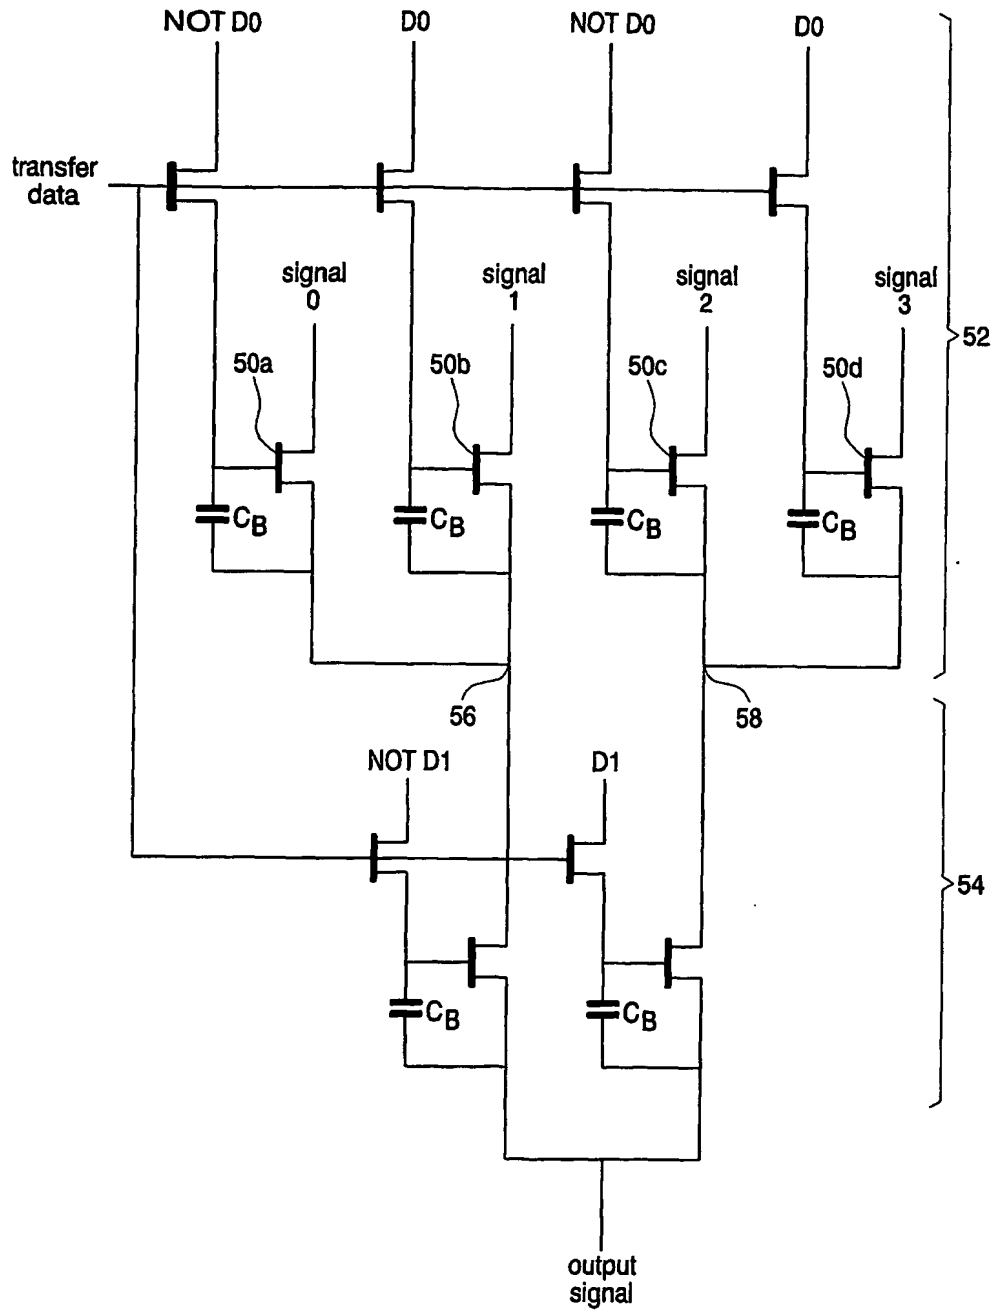 NOT D0
D0
NOT D0
D0
transfer
data
signal
0
signal
1
signal
2
signal
3
52
50a
50b
50c
50d
CB
CB
CB
CB
56
58
NOT D1
D1
54
CB
CB
output
signal